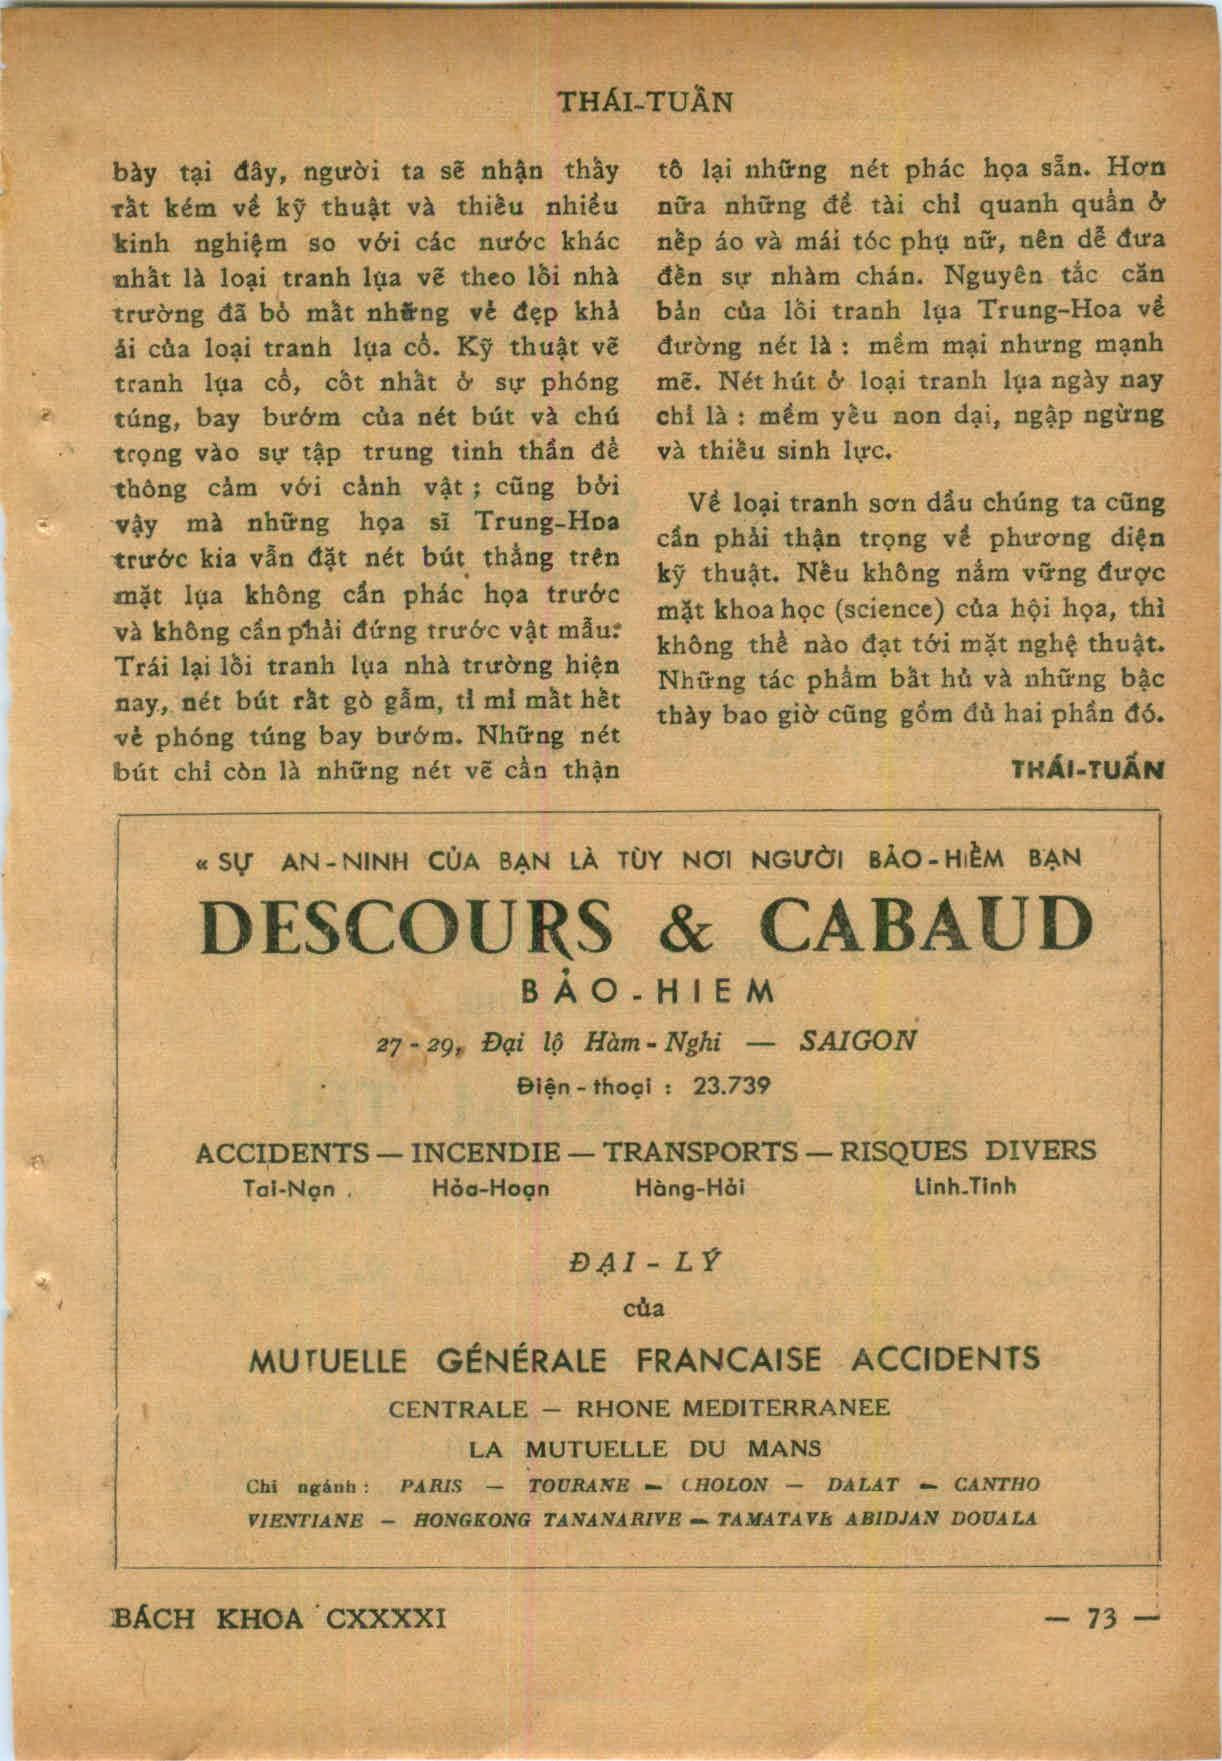 THÁI-TUẤN
bày tại đây, người ta sẽ nhận thấy
rất kém về kỹ thuật và thiếu nhiều
kinh nghiệm so với các nước khác
nhất là loại tranh lụa vẽ theo lối nhà
trường đã bỏ mất những vẻ đẹp khả
ái của loại tranh lụa cổ. Kỹ thuật vẽ
tranh lụa cổ, cốt nhất ở sự phóng
túng, bay bướm của nét bút và chú
trọng vào sự tập trung tinh thần để
thông cảm với cảnh vật ; cũng bởi
vậy mà những họa sĩ Trung-Hoa
trước kia vẫn đặt nét bút thẳng trên
mặt lụa không cần phác họa trước
và không cần phải đứng trước vật mẫu.
Trái lại lối tranh lụa nhà trường hiện
nay, nét bút rất gò gẫm, tỉ mỉ mất hết
vẻ phóng túng bay bướm. Những nét
bút chỉ còn là những nét vẽ cẩn thận
tô lại những nét phác họa sẵn. Hơn
nữa những đề tài chỉ quanh quẩn ở
nếp áo và mái tóc phụ nữ, nên dễ đưa
đến sự nhàm chán. Nguyên tắc căn
bản của lối tranh lụa Trung-Hoa về
đường nét là : mềm mại nhưng mạnh
mẽ. Nét hút ở loại tranh lụa ngày nay
chỉ là : mềm yếu non dại, ngập ngừng
và thiếu sinh lực.
Về loại tranh sơn dầu chúng ta cũng
cần phải thận trọng về phương diện
kỹ thuật. Nếu không nắm vững được
mặt khoa học (science) của hội họa, thì
không thể nào đạt tới mặt nghệ thuật.
Những tác phẩm bất hủ và những bậc
thày bao giờ cũng gồm đủ hai phần đó.
THÁI-TUẤN
« SỰ AN-NINH CỦA BẠN LÀ TÙY NƠI NGƯỜI BẢO-HIỂM BẠN
DESCOURS & CABAUD
BẢO-HIEM
27-29, Đại lộ Hàm-Nghi — SAIGON
Điện-thoại : 23.739
ACCIDENTS — INCENDIE — TRANSPORTS — RISQUES DIVERS
Tai-Nạn . Hỏa-Hoạn Hàng-Hải Linh-Tinh
ĐẠI-LÝ
của
MUTUELLE GÉNÉRALE FRANCAISE ACCIDENTS
CENTRALE — RHONE MEDITERRANEE
LA MUTUELLE DU MANS
Chi ngánh : PARIS — TOURANE — CHOLON — DALAT — CANTHO
VIENTIANE — HONGKONG TANANARIVE — TAMATAVE ABIDJAN DOUALA
BÁCH KHOA CXXXXI
— 73 —